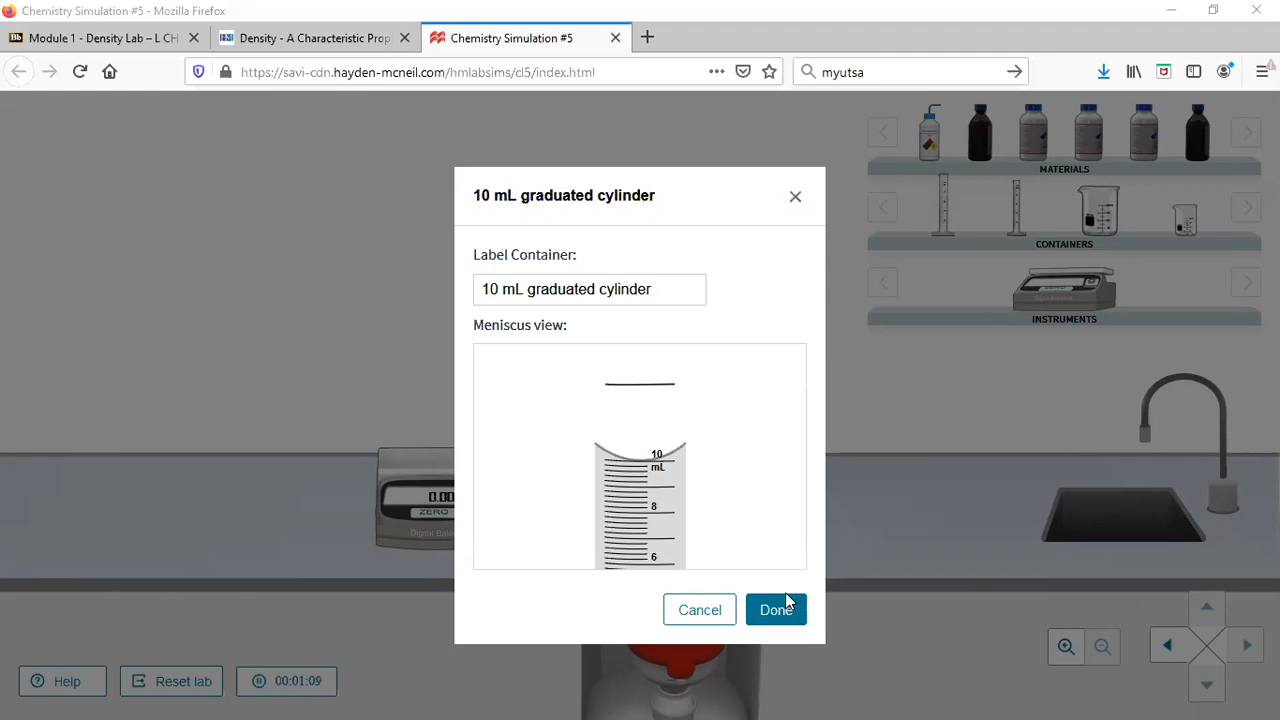 Chemistry Simulation #5 - Mozilla Firefox
Bb Module 1 - Density Lab – L CH
HM Density - A Characteristic Prop
Chemistry Simulation #5
https://savi-cdn.hayden-mcneil.com/hmlabsims/cl5/index.html
myutsa
MATERIALS
CONTAINERS
INSTRUMENTS
10 mL graduated cylinder
Label Container:
10 mL graduated cylinder
Meniscus view:
10
mL
8
6
0.00
ZERO
Digital Bala
Cancel
Done
Help
Reset lab
00:01:09